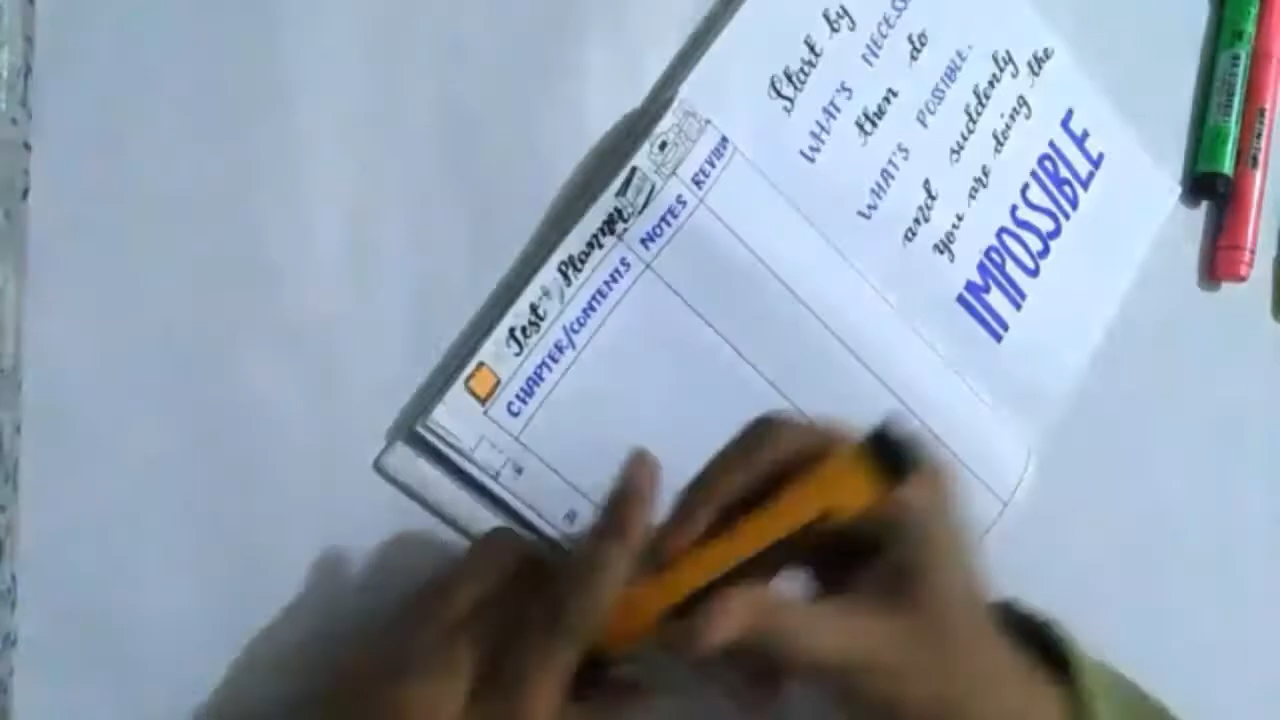 Test Planner
CHAPTER/CONTENTS NOTES REVIEW
Start by
WHAT'S
then do
WHAT'S POSSIBLE.
and suddenly
you are doing the
IMPOSSIBLE